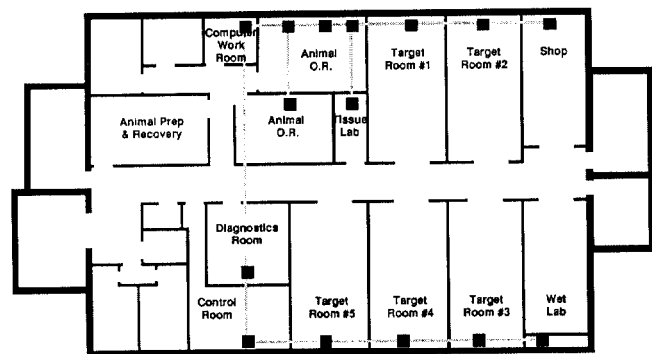 Computer
Work
Room
Animal
O.R.
Target
Room #1
Target
Room #2
Shop
Animal Prep
& Recovery
Animal
O.R.
Tissue
Lab
Diagnostics
Room
Control
Room
Target
Room #5
Target
Room #4
Target
Room #3
Wet
Lab